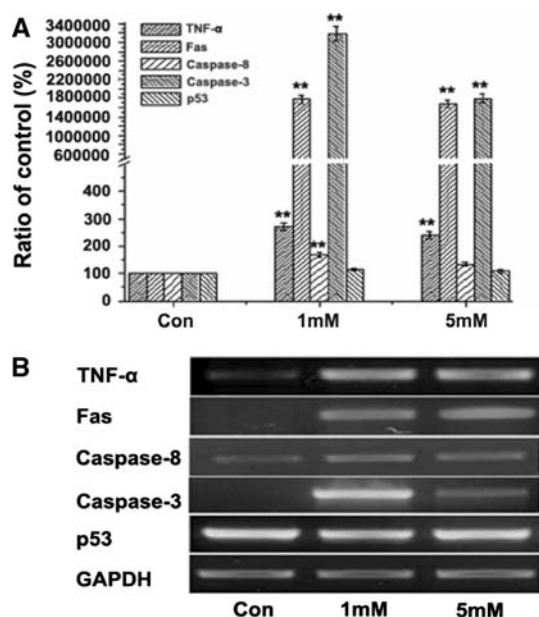 A
TNF-α
Fas
Caspase-8
Caspase-3
p53
Ratio of control (%)
3400000
3000000
2600000
2200000
1800000
1400000
1000000
600000
400
300
200
100
0
**
**
**
**
**
**
**
Con
1mM
5mM
B
TNF-α
Fas
Caspase-8
Caspase-3
p53
GAPDH
Con
1mM
5mM